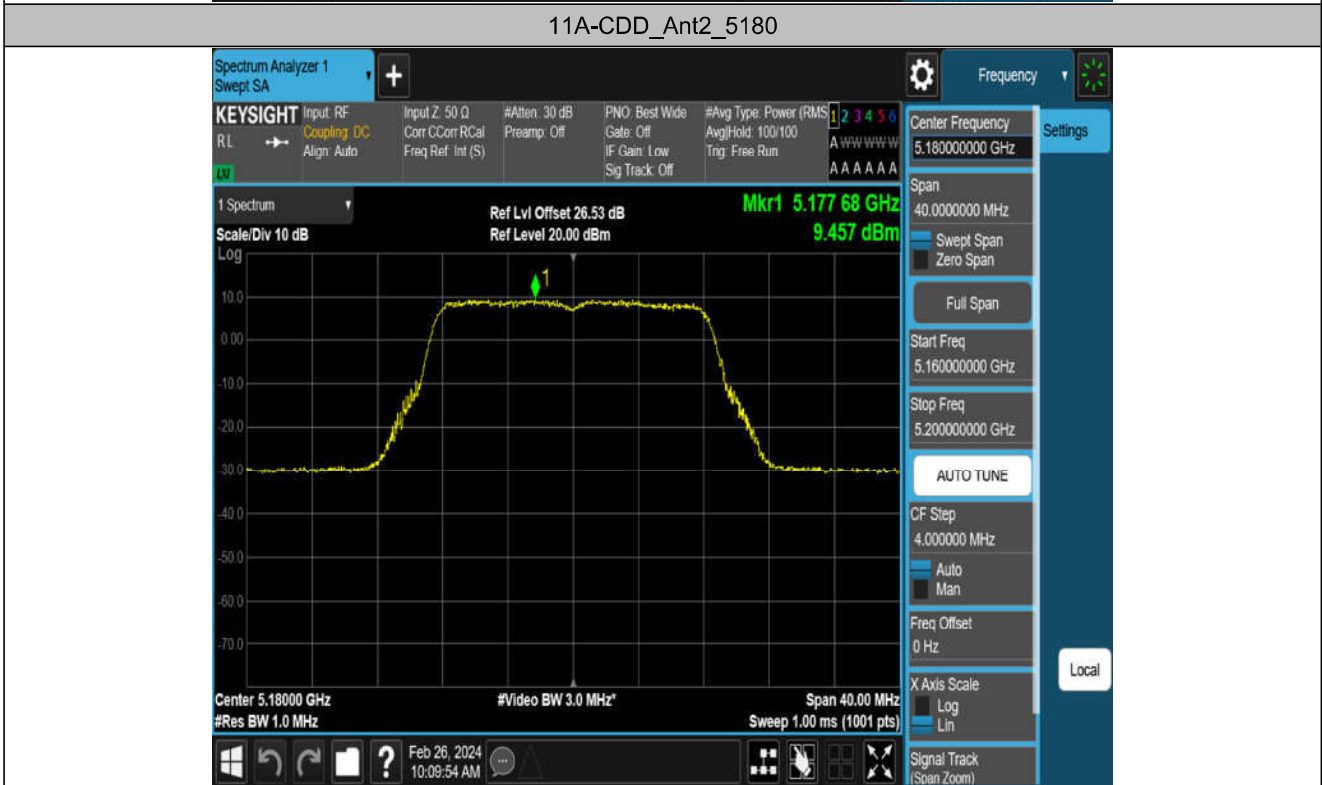 11A-CDD_Ant2_5180
Spectrum Analyzer 1
Swept SA
+
Frequency
KEYSIGHT
RL
LXI
Input: RF
Coupling: DC
Align: Auto
Input Z: 50 Ω
Corr CCorr RCal
Freq Ref: Int (S)
#Atten: 30 dB
Preamp: Off
PNO: Best Wide
Gate: Off
IF Gain: Low
Sig Track: Off
#Avg Type: Power (RMS
Avg|Hold: 100/100
Trig: Free Run
1 2 3 4 5 6
A W W W W W
A A A A A A
1 Spectrum
Scale/Div 10 dB
Log
Ref Lvl Offset 26.53 dB
Ref Level 20.00 dBm
Mkr1 5.177 68 GHz
9.457 dBm
1
10.0
0.00
-10.0
-20.0
-30.0
-40.0
-50.0
-60.0
-70.0
Center 5.18000 GHz
#Res BW 1.0 MHz
#Video BW 3.0 MHz*
Span 40.00 MHz
Sweep 1.00 ms (1001 pts)
Feb 26, 2024
10:09:54 AM
?
Center Frequency
5.180000000 GHz
Settings
Span
40.0000000 MHz
Swept Span
Zero Span
Full Span
Start Freq
5.160000000 GHz
Stop Freq
5.200000000 GHz
AUTO TUNE
CF Step
4.000000 MHz
Auto
Man
Freq Offset
0 Hz
X Axis Scale
Log
Lin
Local
Signal Track
(Span Zoom)